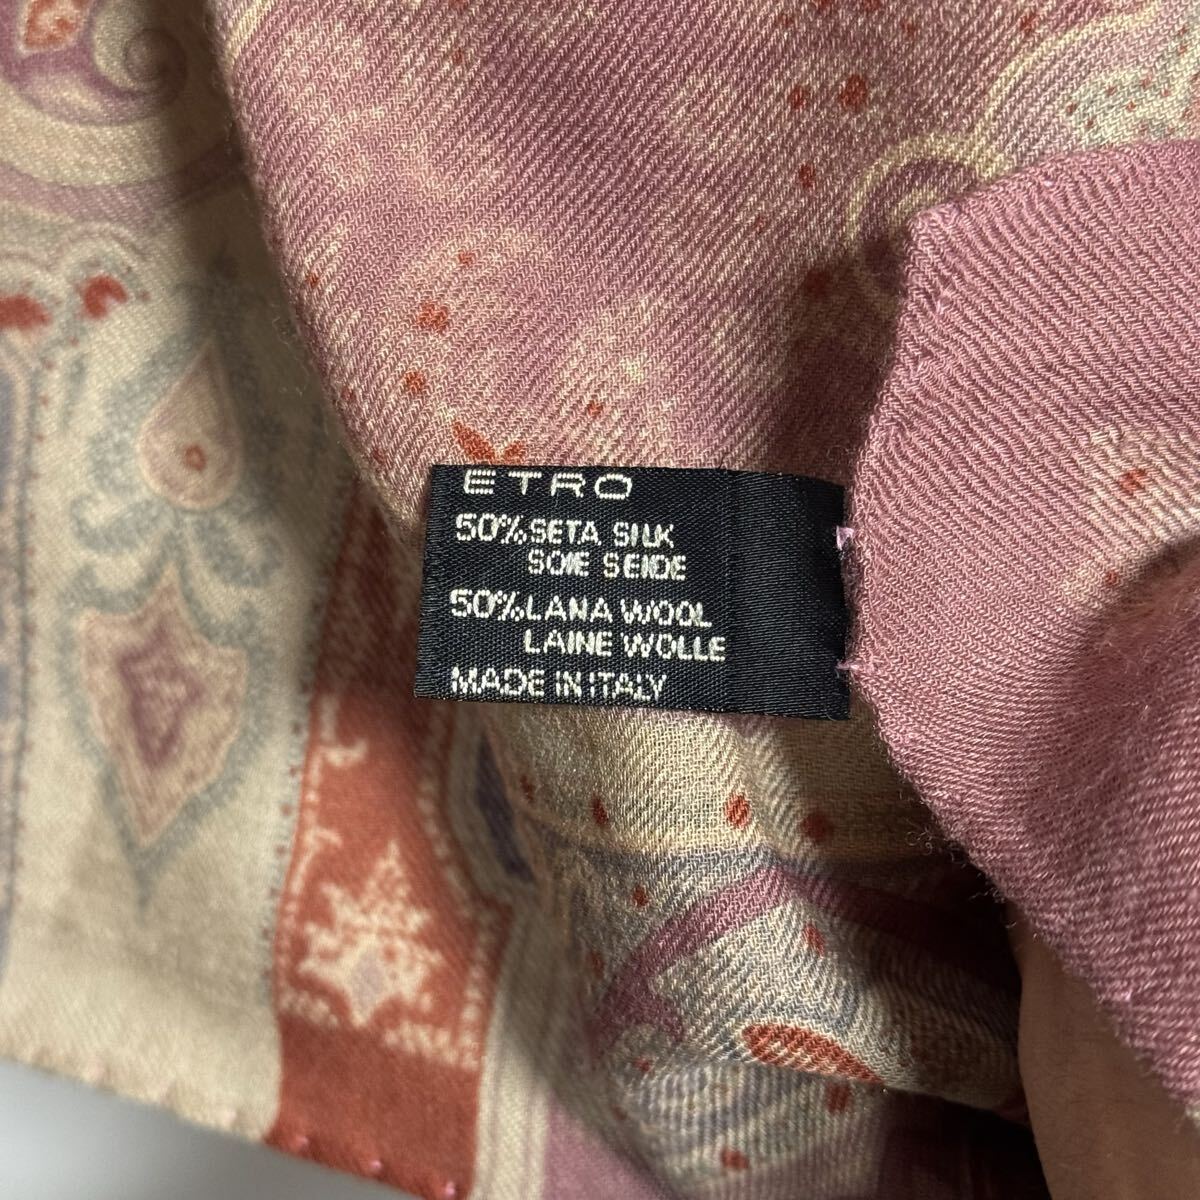 ETRO
50% SETA SILK
SOIE SEIDE
50% LANA WOOL
LAINE WOLLE
MADE IN ITALY